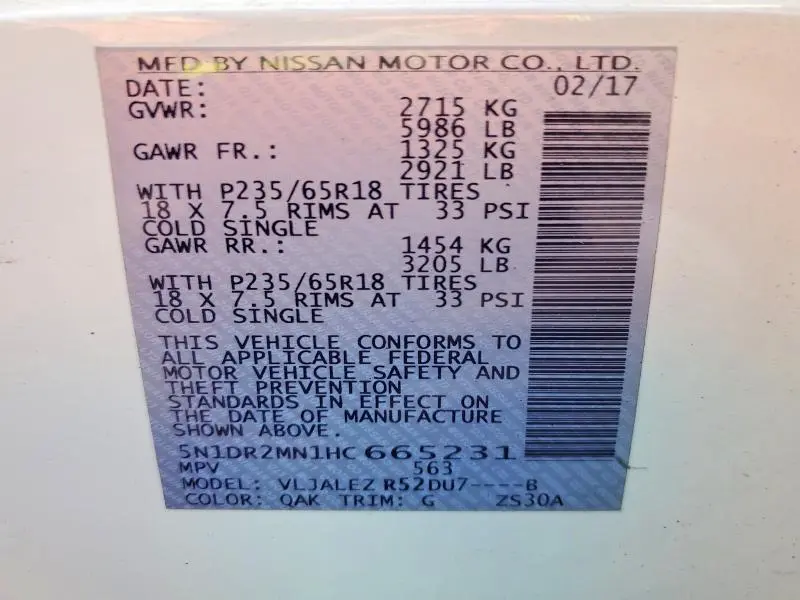 MFD BY NISSAN MOTOR CO., LTD.
DATE: 02/17
GVWR: 2715 KG
5986 LB
GAWR FR.: 1325 KG
2921 LB
WITH P235/65R18 TIRES
18 X 7.5 RIMS AT 33 PSI
COLD SINGLE
GAWR RR.: 1454 KG
3205 LB
WITH P235/65R18 TIRES
18 X 7.5 RIMS AT 33 PSI
COLD SINGLE
THIS VEHICLE CONFORMS TO
ALL APPLICABLE FEDERAL
MOTOR VEHICLE SAFETY AND
THEFT PREVENTION
STANDARDS IN EFFECT ON
THE DATE OF MANUFACTURE
SHOWN ABOVE.
5N1DR2MN1HC665231
MPV 563
MODEL: VLJALEZ R52DU7----B
COLOR: QAK TRIM: G ZS30A